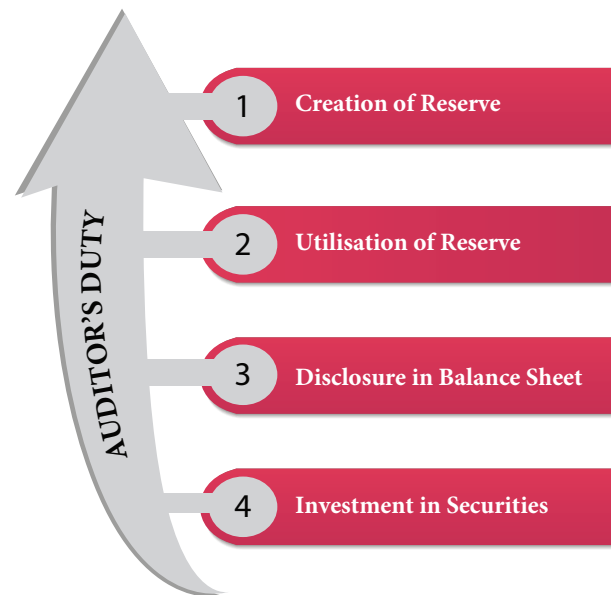 AUDITOR'S DUTY
1 Creation of Reserve
2 Utilisation of Reserve
3 Disclosure in Balance Sheet
4 Investment in Securities